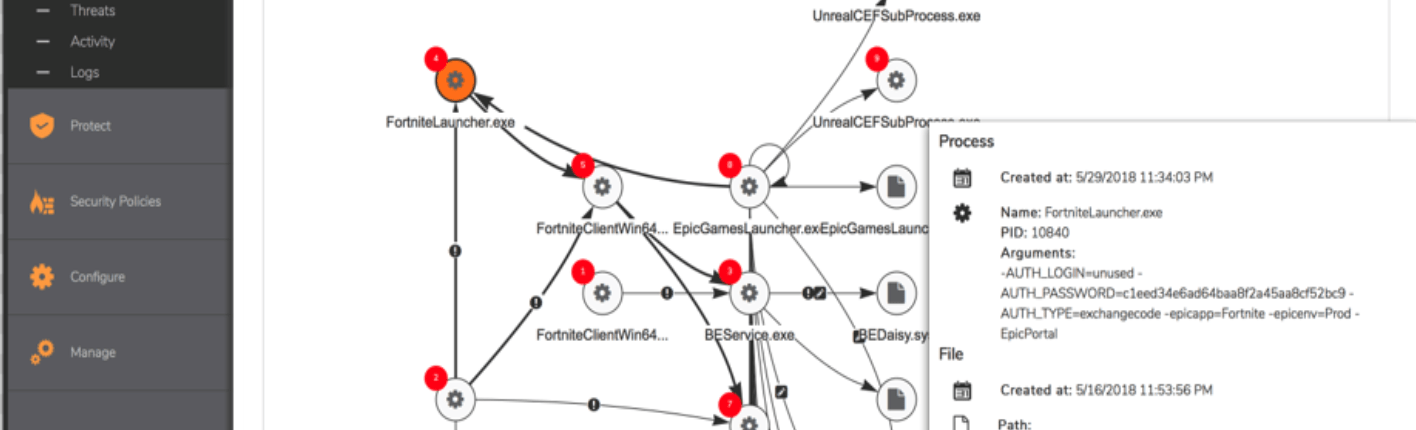 Threats
Activity
Logs
Protect
Security Policies
Configure
Manage
UnrealCEFSubProcess.exe
4
9
FortniteLauncher.exe
UnrealCEFSubProcess.exe
5
8
FortniteClientWin64...
EpicGamesLauncher.exe
EpicGamesLaunc
1
3
FortniteClientWin64...
BEService.exe
BEDaisy.sy
2
7
Process
Created at: 5/29/2018 11:34:03 PM
Name: FortniteLauncher.exe
PID: 10840
Arguments:
-AUTH_LOGIN=unused -
AUTH_PASSWORD=c1eed34e6ad64baa8f2a45aa8cf52bc9 -
AUTH_TYPE=exchangecode -epicapp=Fortnite -epicenv=Prod -
EpicPortal
File
Created at: 5/16/2018 11:53:56 PM
Path: